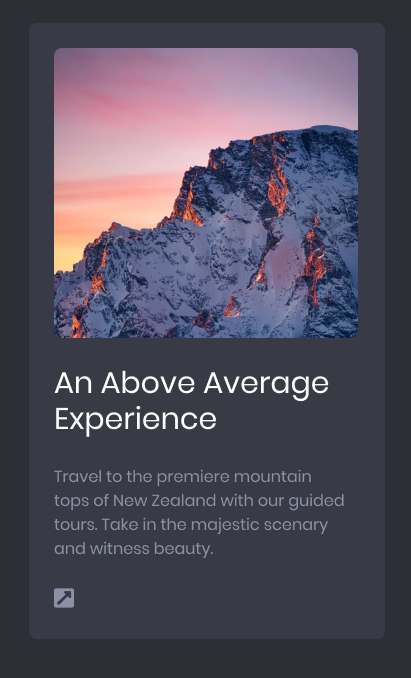 An Above Average
Experience
Travel to the premiere mountain
tops of New Zealand with our guided
tours. Take in the majestic scenary
and witness beauty.